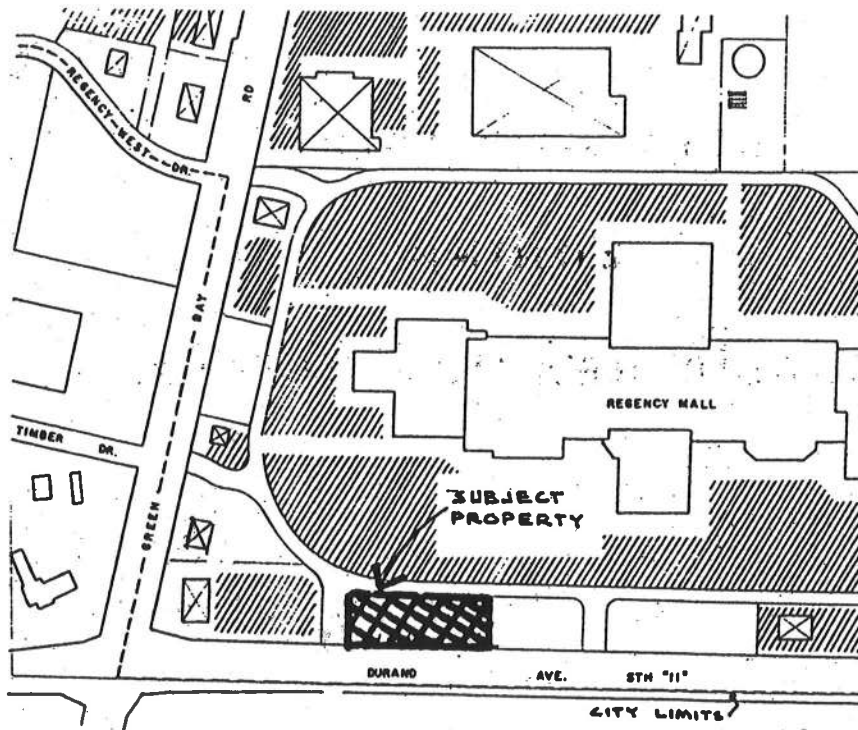 REGENCY WEST DR.
RD
BAY
GREEN
TIMBER DR.
REGENCY MALL
SUBJECT
PROPERTY
DURAND AVE. STH "11"
CITY LIMITS